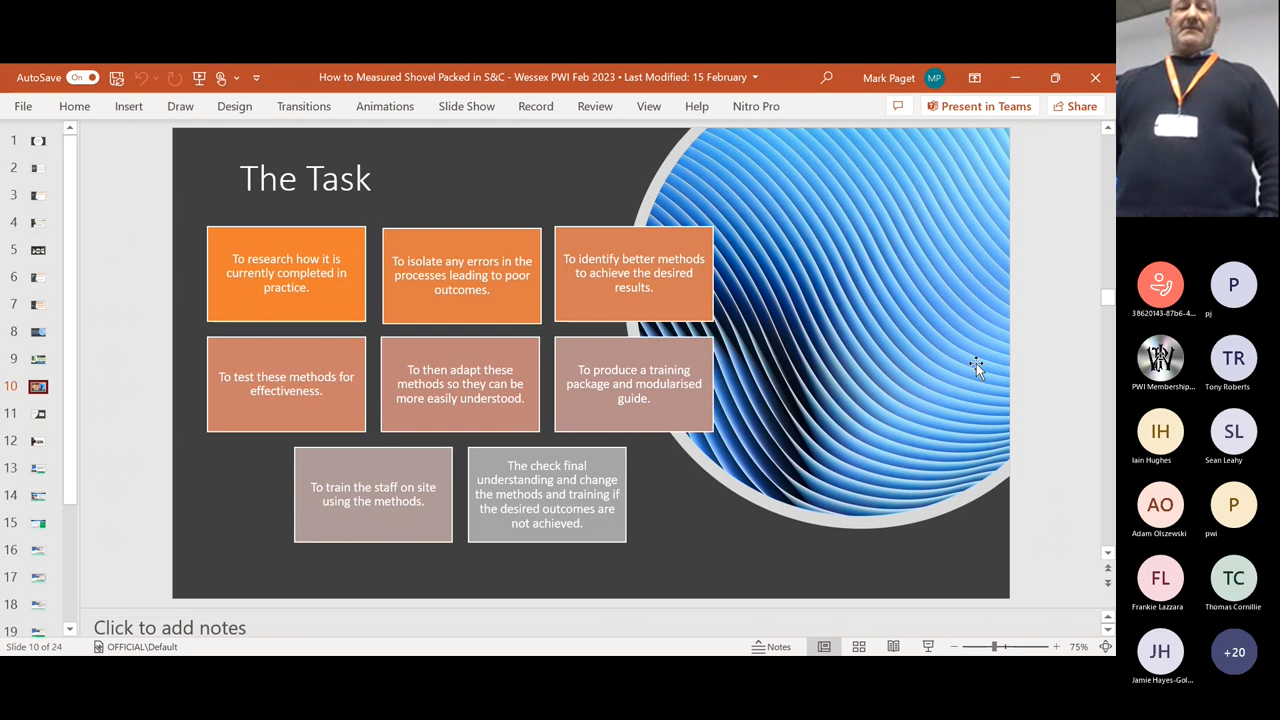 AutoSave On
How to Measured Shovel Packed in S&C - Wessex PWI Feb 2023 • Last Modified: 15 February
Mark Paget MP
File Home Insert Draw Design Transitions Animations Slide Show Record Review View Help Nitro Pro
Present in Teams Share
1
2
3
4
5
6
7
8
9
10
11
12
13
14
15
16
17
18
19
The Task
To research how it is
currently completed in
practice.
To isolate any errors in the
processes leading to poor
outcomes.
To identify better methods
to achieve the desired
results.
To test these methods for
effectiveness.
To then adapt these
methods so they can be
more easily understood.
To produce a training
package and modularised
guide.
To train the staff on site
using the methods.
The check final
understanding and change
the methods and training if
the desired outcomes are
not achieved.
Click to add notes
Slide 10 of 24 OFFICIAL\Default Notes 75%
38620143-87b6-4...
P
pj
PWI Membership...
TR
Tony Roberts
IH
Iain Hughes
SL
Sean Leahy
AO
Adam Olszewski
P
pwi
FL
Frankie Lazzara
TC
Thomas Cornillie
JH
Jamie Hayes-Gol...
+20